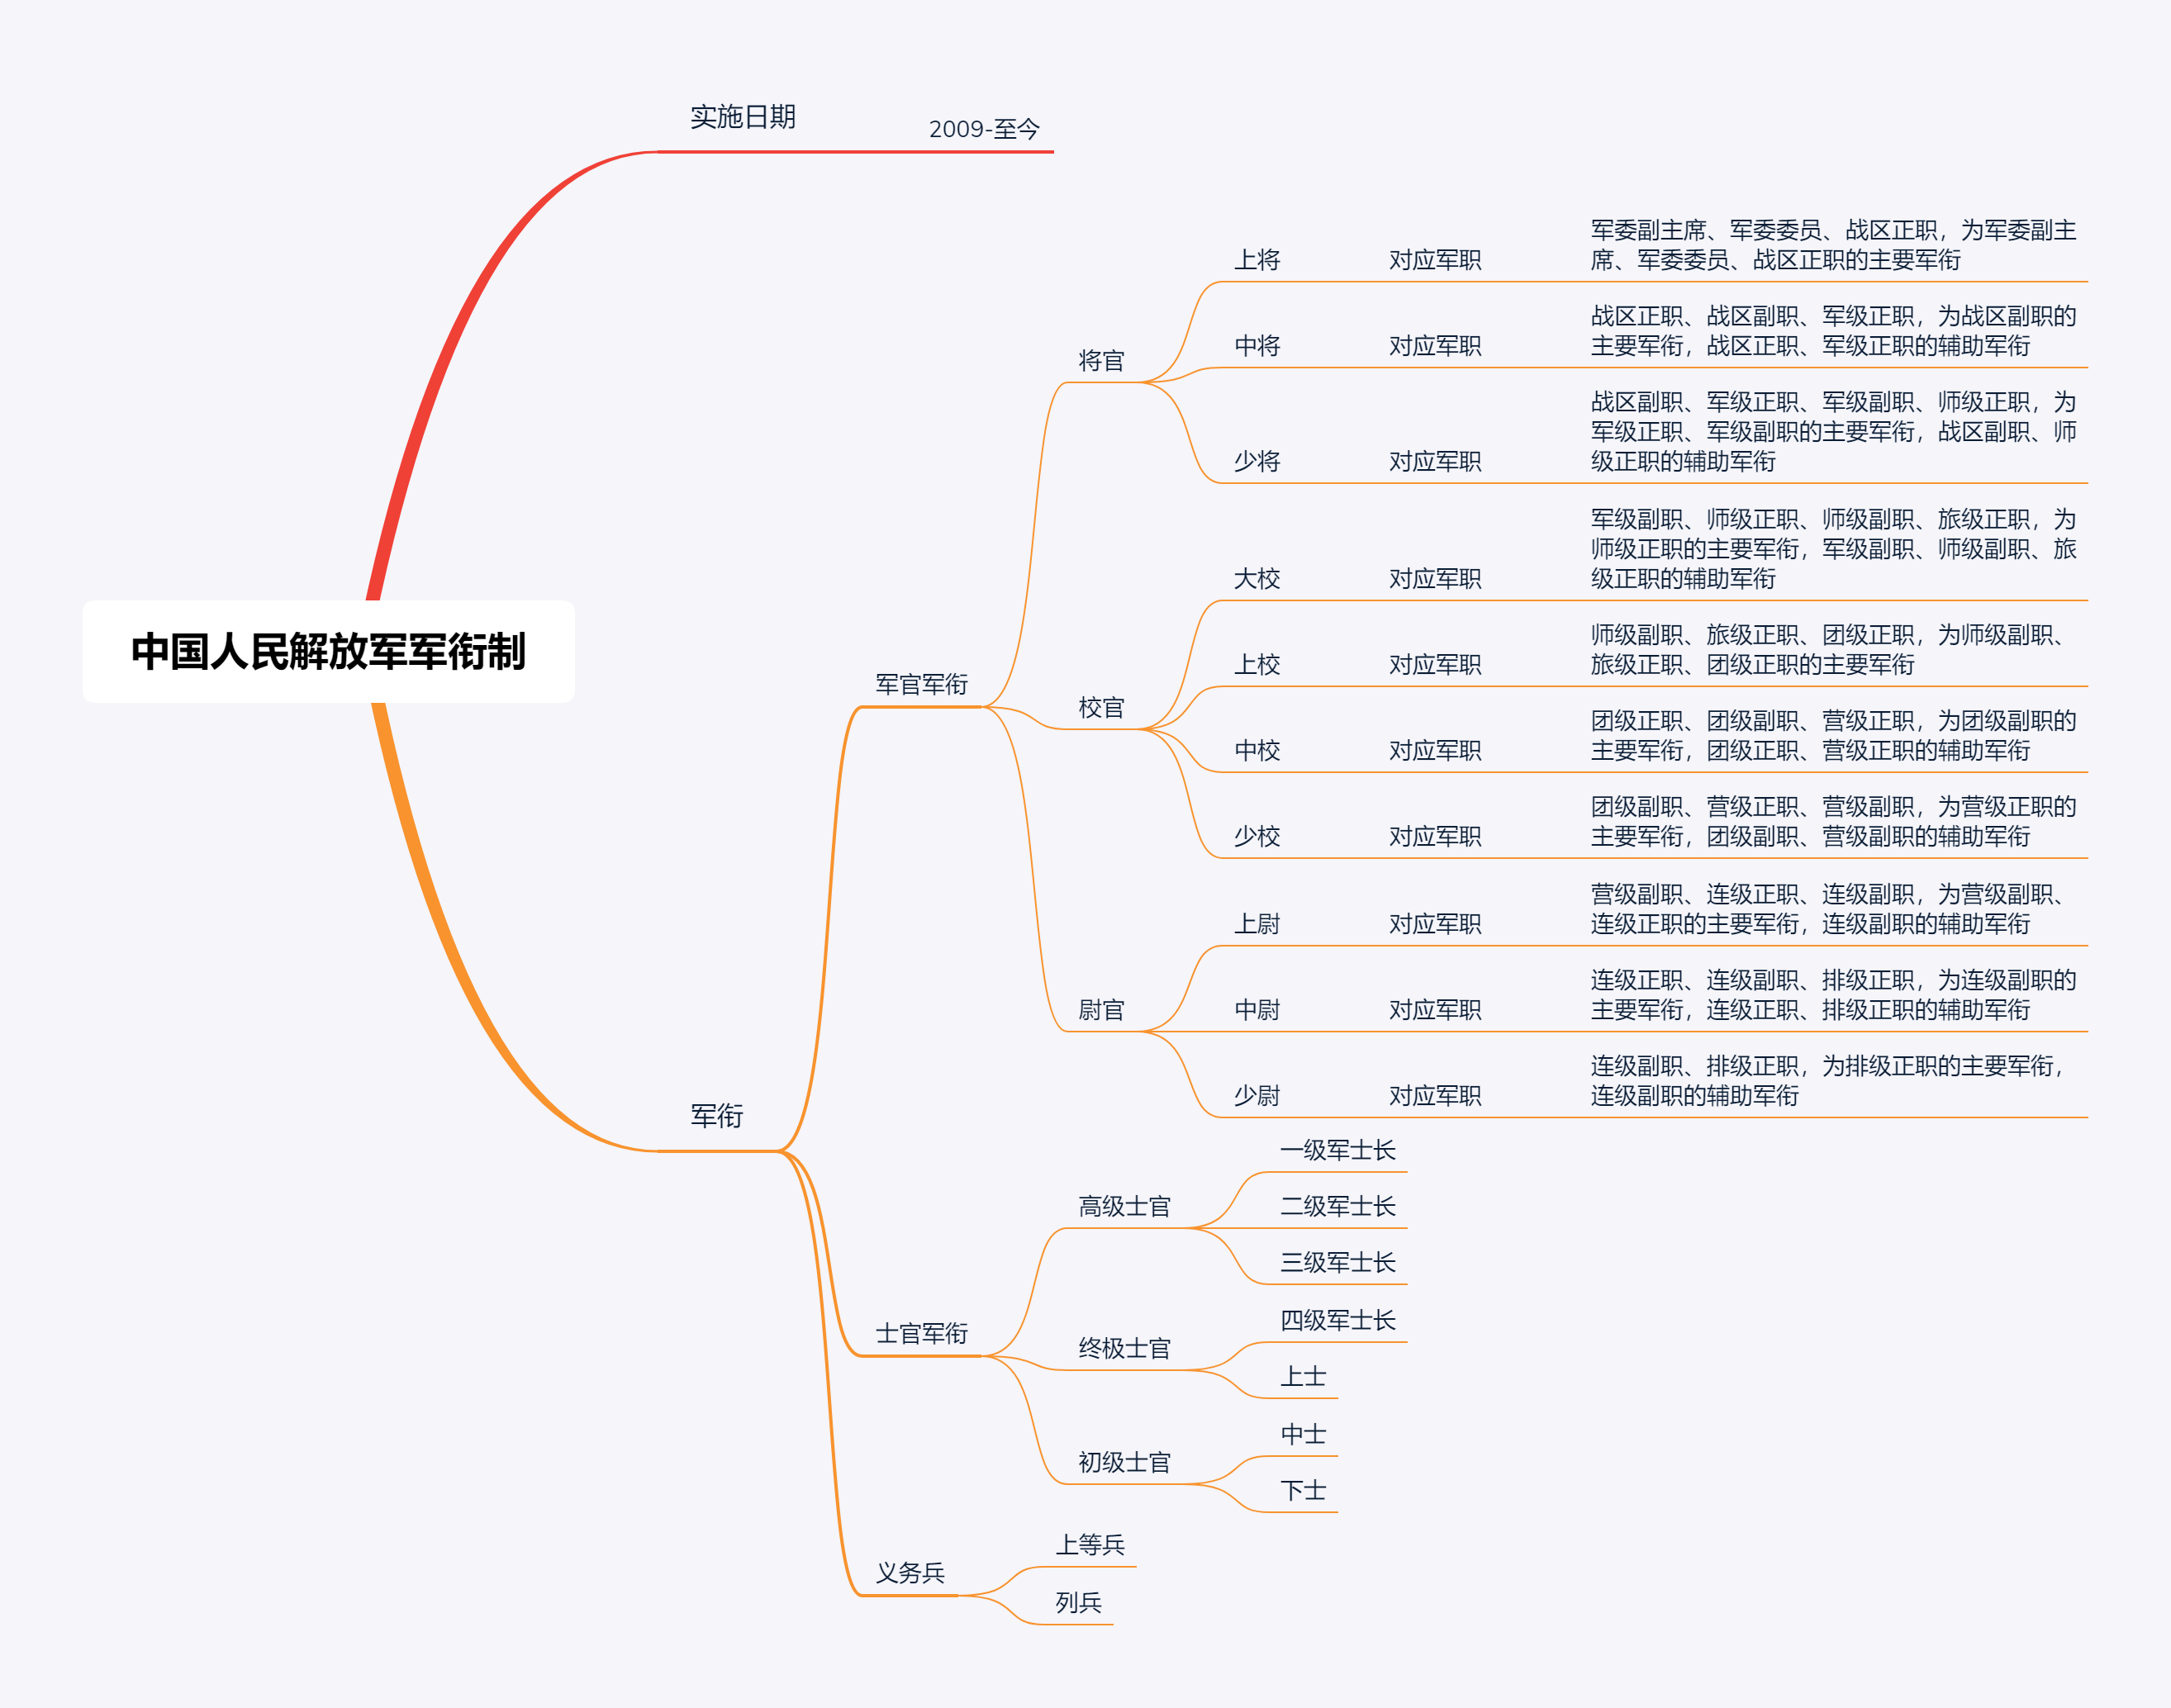 实施日期
2009-至今
中国人民解放军军衔制
军衔
军官军衔
将官
上将
对应军职
军委副主席、军委委员、战区正职，为军委副主
席、军委委员、战区正职的主要军衔
中将
对应军职
战区正职、战区副职、军级正职，为战区副职的
主要军衔，战区正职、军级正职的辅助军衔
少将
对应军职
战区副职、军级正职、军级副职、师级正职，为
军级正职、军级副职的主要军衔，战区副职、师
级正职的辅助军衔
校官
大校
对应军职
军级副职、师级正职、师级副职、旅级正职，为
师级正职的主要军衔，军级副职、师级副职、旅
级正职的辅助军衔
上校
对应军职
师级副职、旅级正职、团级正职，为师级副职、
旅级正职、团级正职的主要军衔
中校
对应军职
团级正职、团级副职、营级正职，为团级副职的
主要军衔，团级正职、营级正职的辅助军衔
少校
对应军职
团级副职、营级正职、营级副职，为营级正职的
主要军衔，团级副职、营级副职的辅助军衔
尉官
上尉
对应军职
营级副职、连级正职、连级副职，为营级副职、
连级正职的主要军衔，连级副职的辅助军衔
中尉
对应军职
连级正职、连级副职、排级正职，为连级副职的
主要军衔，连级正职、排级正职的辅助军衔
少尉
对应军职
连级副职、排级正职，为排级正职的主要军衔，
连级副职的辅助军衔
士官军衔
高级士官
一级军士长
二级军士长
三级军士长
终极士官
四级军士长
上士
初级士官
中士
下士
义务兵
上等兵
列兵